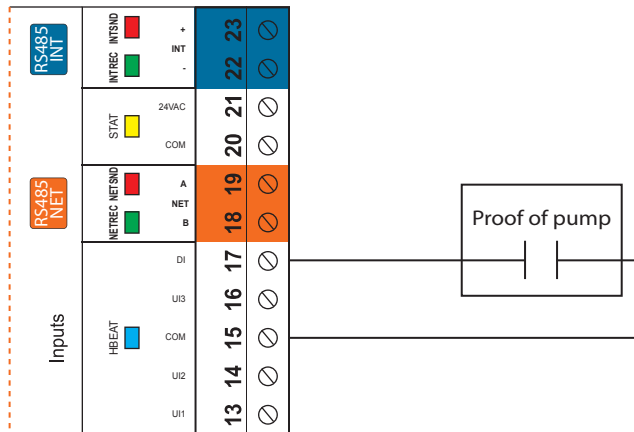 RS485 INT
INTREC INTSND
+
INT
-
23
22
STAT
24VAC
COM
21
20
RS485 NET
NETREC NETSND
A
NET
B
19
18
Proof of pump
Inputs
HBEAT
DI
17
UI3
16
COM
15
UI2
14
UI1
13